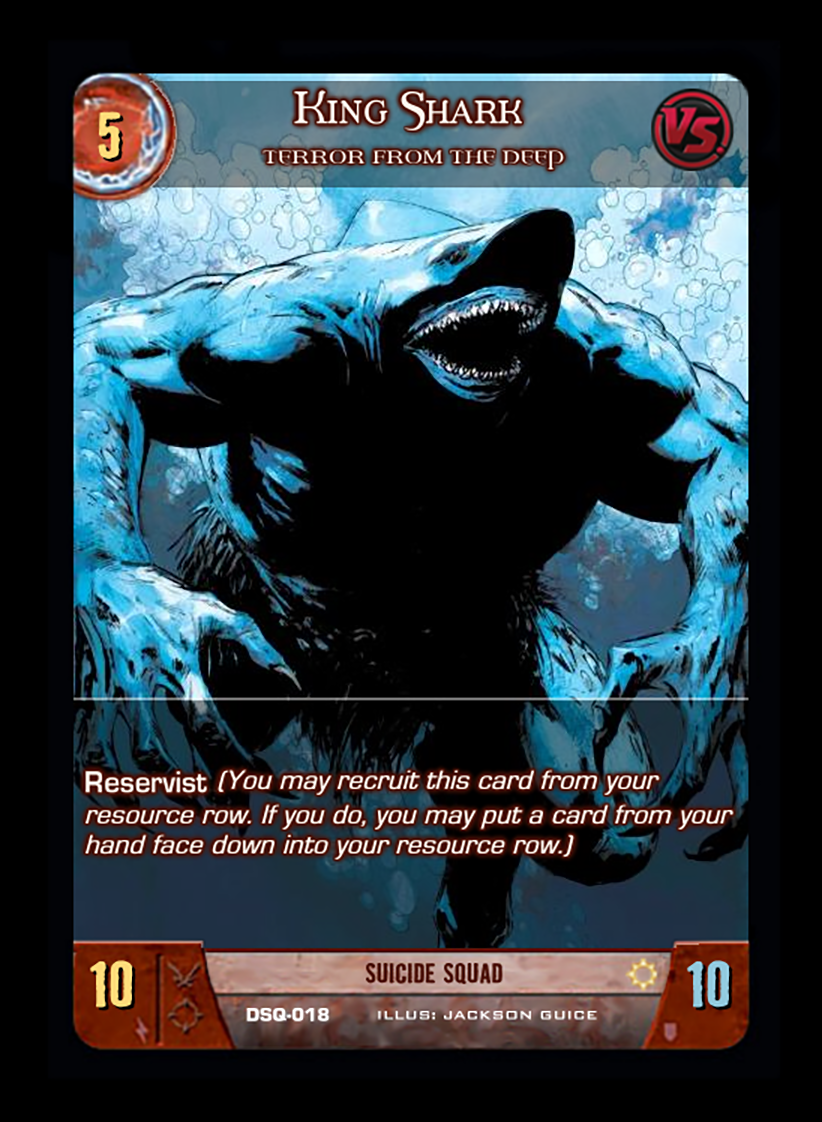 5
King Shark
VS.
Terror from the Deep
Reservist (You may recruit this card from your
resource row. If you do, you may put a card from your
hand face down into your resource row.)
10
SUICIDE SQUAD
10
DSQ-018 ILLUS: JACKSON GUICE